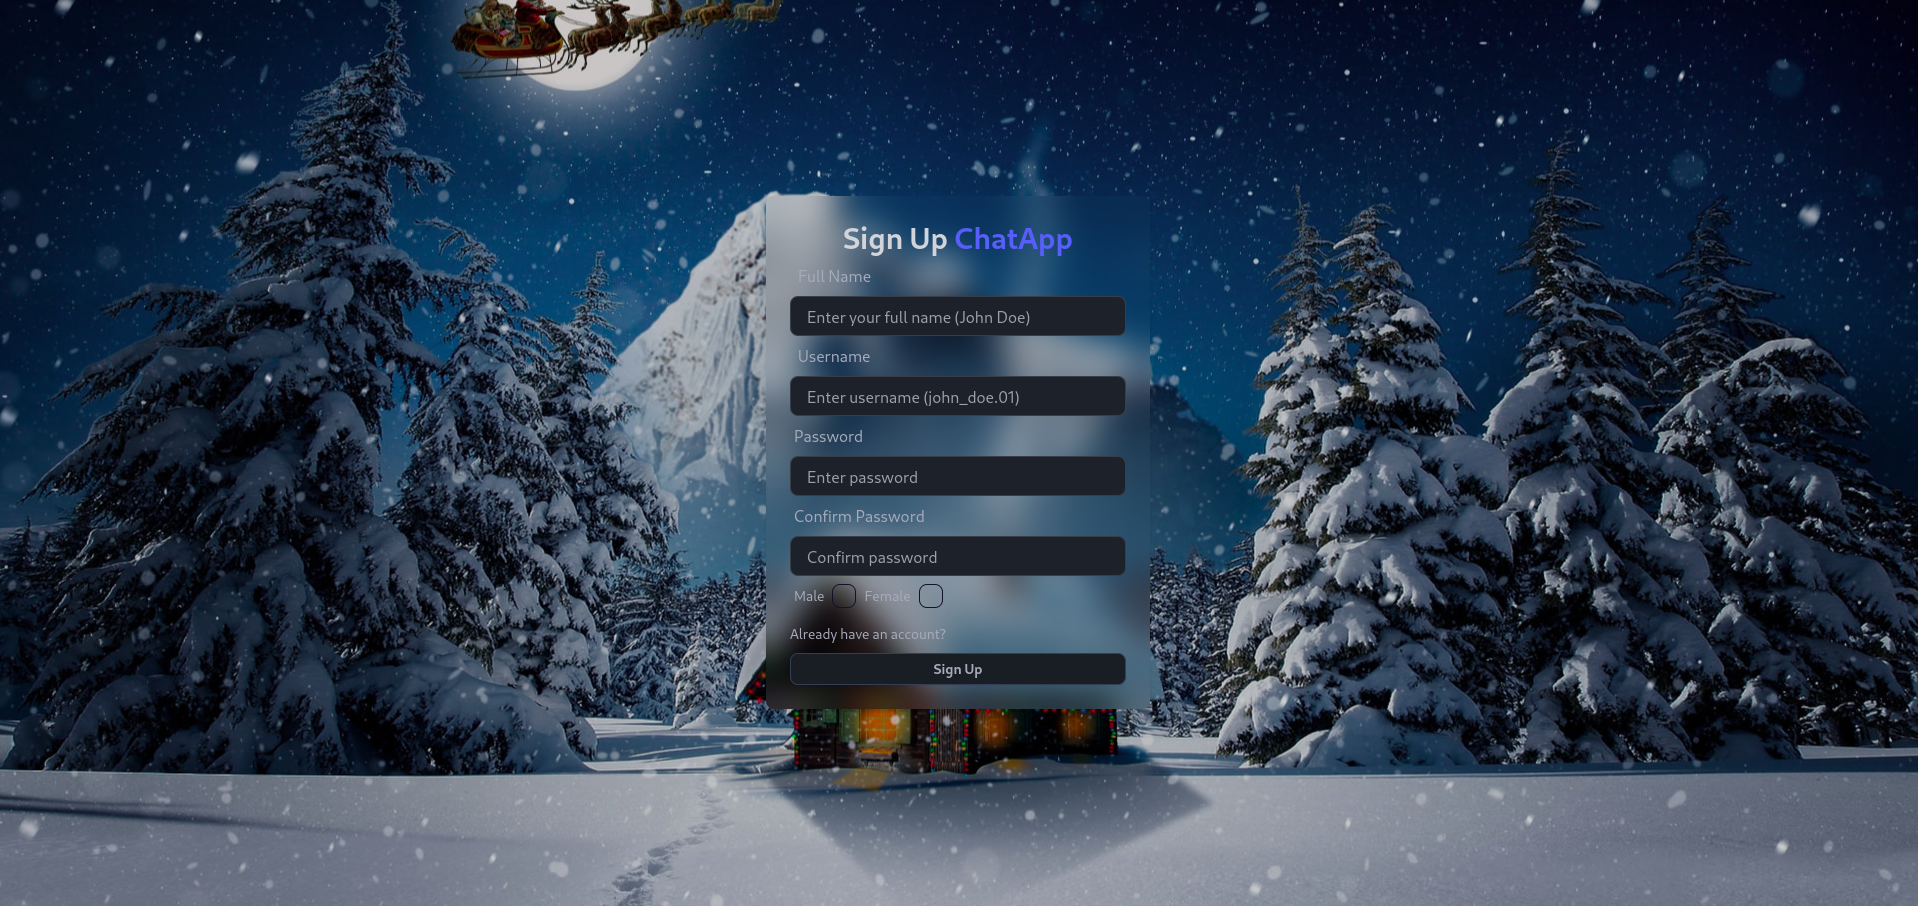 Sign Up ChatApp
Full Name
Enter your full name (John Doe)
Username
Enter username (john_doe.01)
Password
Enter password
Confirm Password
Confirm password
Male Female
Already have an account?
Sign Up